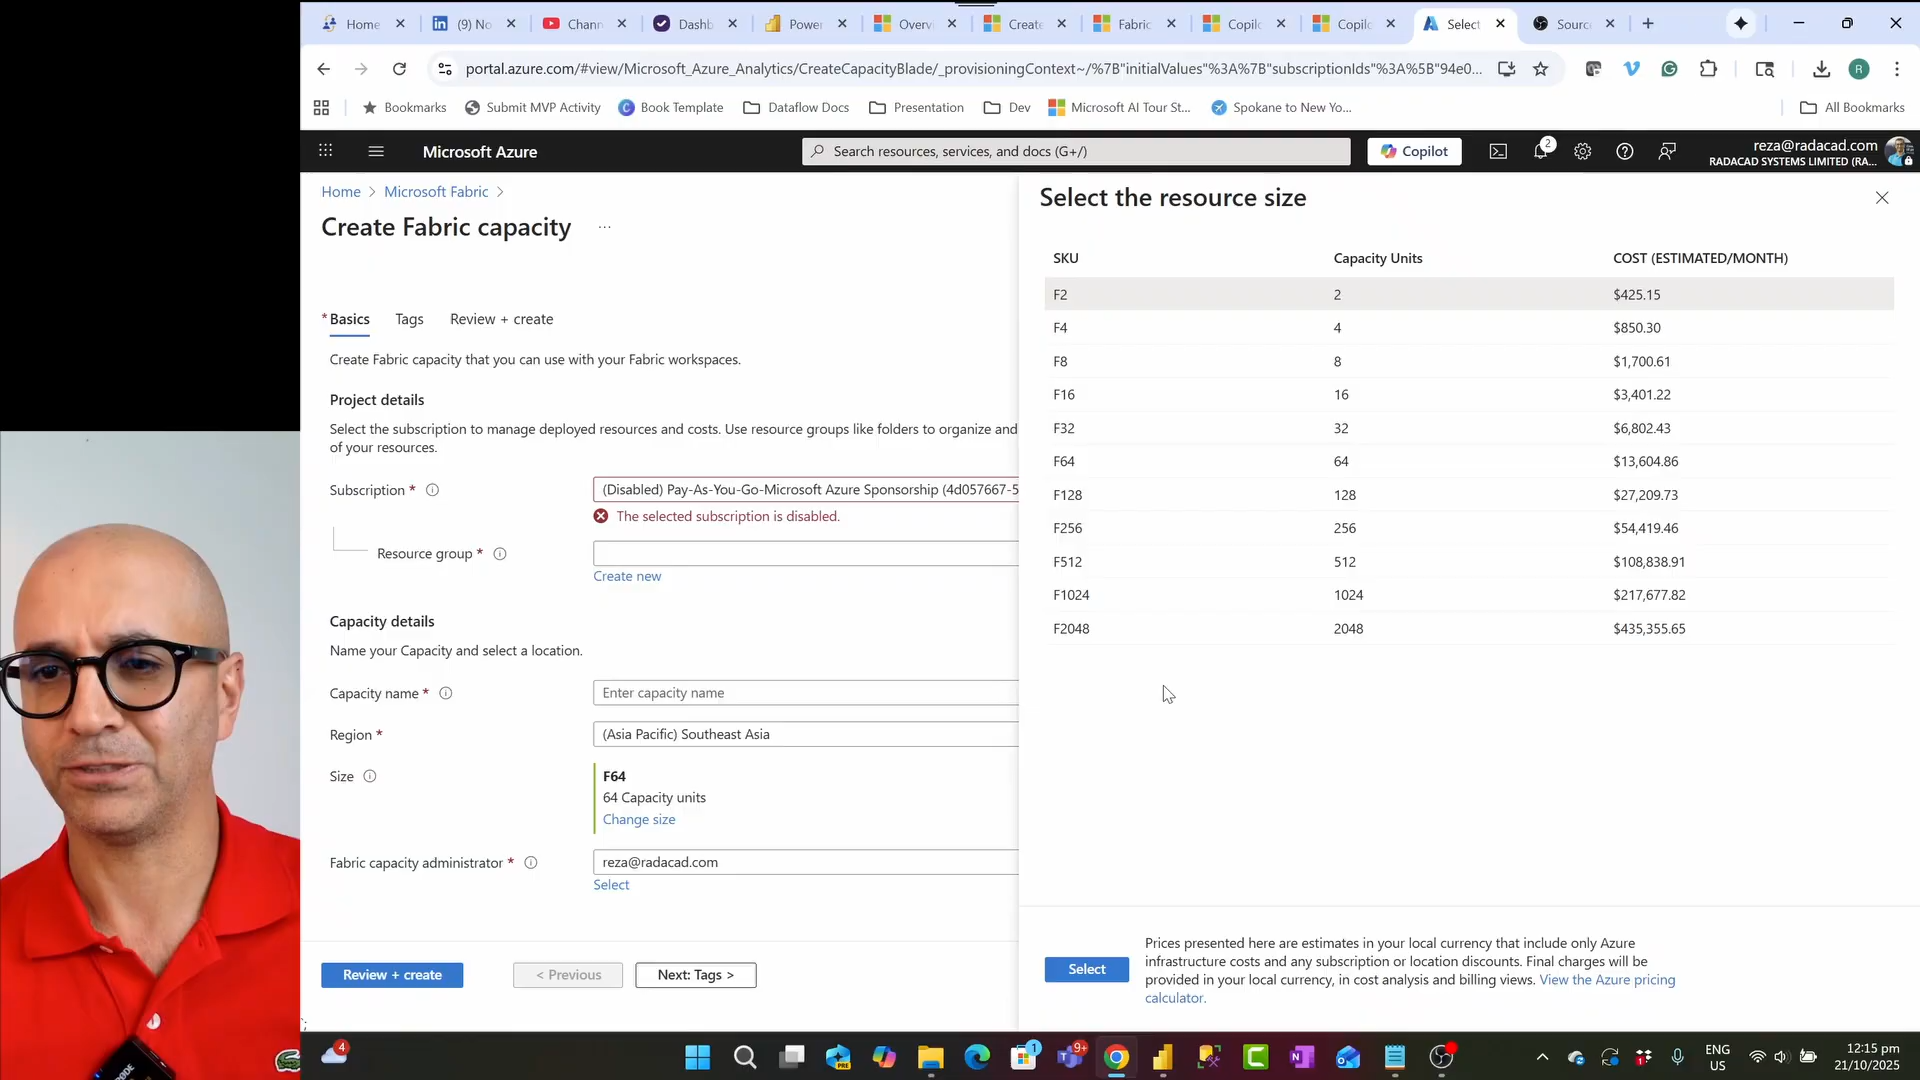 Home
(9) No
Chann
Dashb
Power
Overv
Create
Fabric
Copilo
Copilo
Select
Sourc
portal.azure.com/#view/Microsoft_Azure_Analytics/CreateCapacityBlade/_provisioningContext~/%7B"initialValues"%3A%7B"subscriptionIds"%3A%5B"94e0...
R
Bookmarks
Submit MVP Activity
Book Template
Dataflow Docs
Presentation
Dev
Microsoft AI Tour St...
Spokane to New Yo...
All Bookmarks
Microsoft Azure
Search resources, services, and docs (G+/)
Copilot
2
reza@radacad.com
RADACAD SYSTEMS LIMITED (RA...
Home > Microsoft Fabric >
Create Fabric capacity ...
* Basics
Tags
Review + create
Create Fabric capacity that you can use with your Fabric workspaces.
Project details
Select the subscription to manage deployed resources and costs. Use resource groups like folders to organize and
of your resources.
Subscription *
(Disabled) Pay-As-You-Go-Microsoft Azure Sponsorship (4d057667-5
The selected subscription is disabled.
Resource group *
Create new
Capacity details
Name your Capacity and select a location.
Capacity name *
Enter capacity name
Region *
(Asia Pacific) Southeast Asia
Size
F64
64 Capacity units
Change size
Fabric capacity administrator *
reza@radacad.com
Select
Review + create
< Previous
Next: Tags >
Select the resource size
SKU Capacity Units COST (ESTIMATED/MONTH)
F2 2 $425.15
F4 4 $850.30
F8 8 $1,700.61
F16 16 $3,401.22
F32 32 $6,802.43
F64 64 $13,604.86
F128 128 $27,209.73
F256 256 $54,419.46
F512 512 $108,838.91
F1024 1024 $217,677.82
F2048 2048 $435,355.65
Select
Prices presented here are estimates in your local currency that include only Azure
infrastructure costs and any subscription or location discounts. Final charges will be
provided in your local currency, in cost analysis and billing views. View the Azure pricing
calculator.
4
PRE
1
9+
ENG
US
12:15 pm
21/10/2025